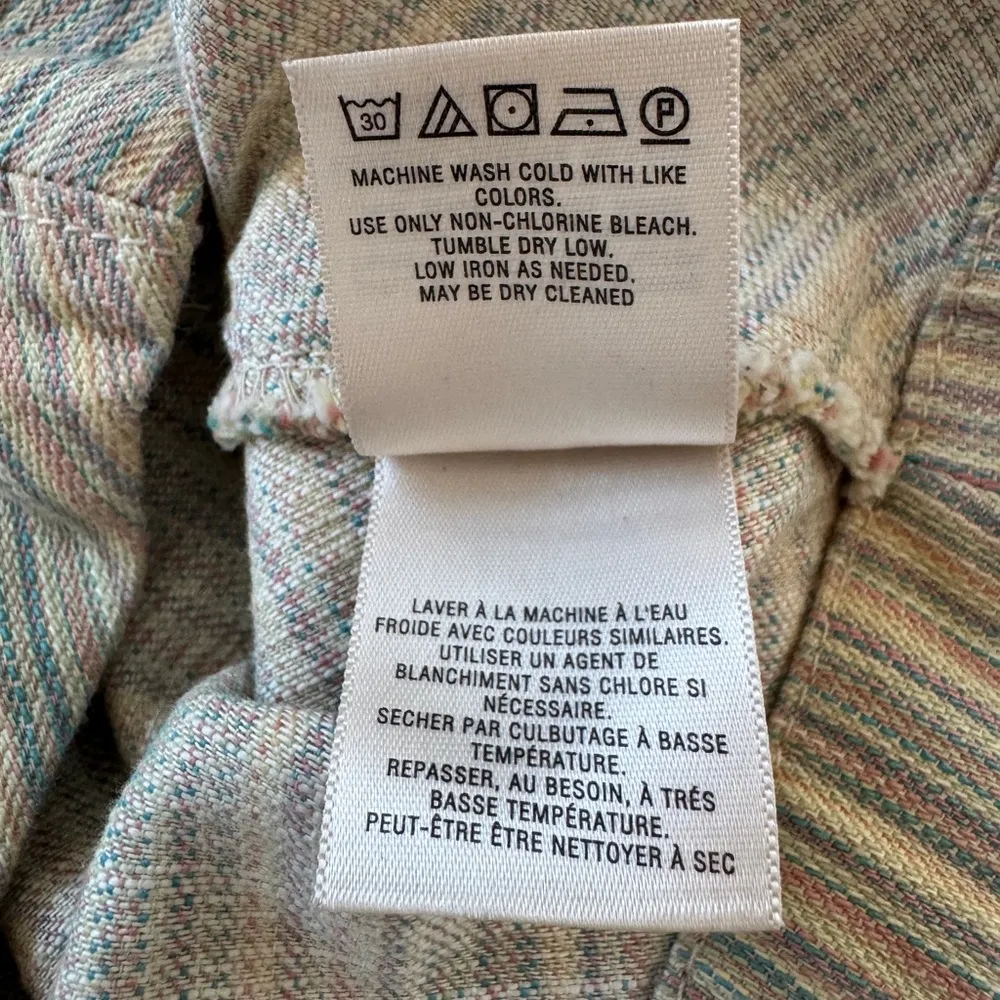 30 P
MACHINE WASH COLD WITH LIKE
COLORS.
USE ONLY NON-CHLORINE BLEACH.
TUMBLE DRY LOW.
LOW IRON AS NEEDED.
MAY BE DRY CLEANED
LAVER À LA MACHINE À L'EAU
FROIDE AVEC COULEURS SIMILAIRES.
UTILISER UN AGENT DE
BLANCHIMENT SANS CHLORE SI
NÉCESSAIRE.
SECHER PAR CULBUTAGE À BASSE
TEMPÉRATURE.
REPASSER, AU BESOIN, À TRÉS
BASSE TEMPÉRATURE.
PEUT-ÊTRE ÊTRE NETTOYER À SEC